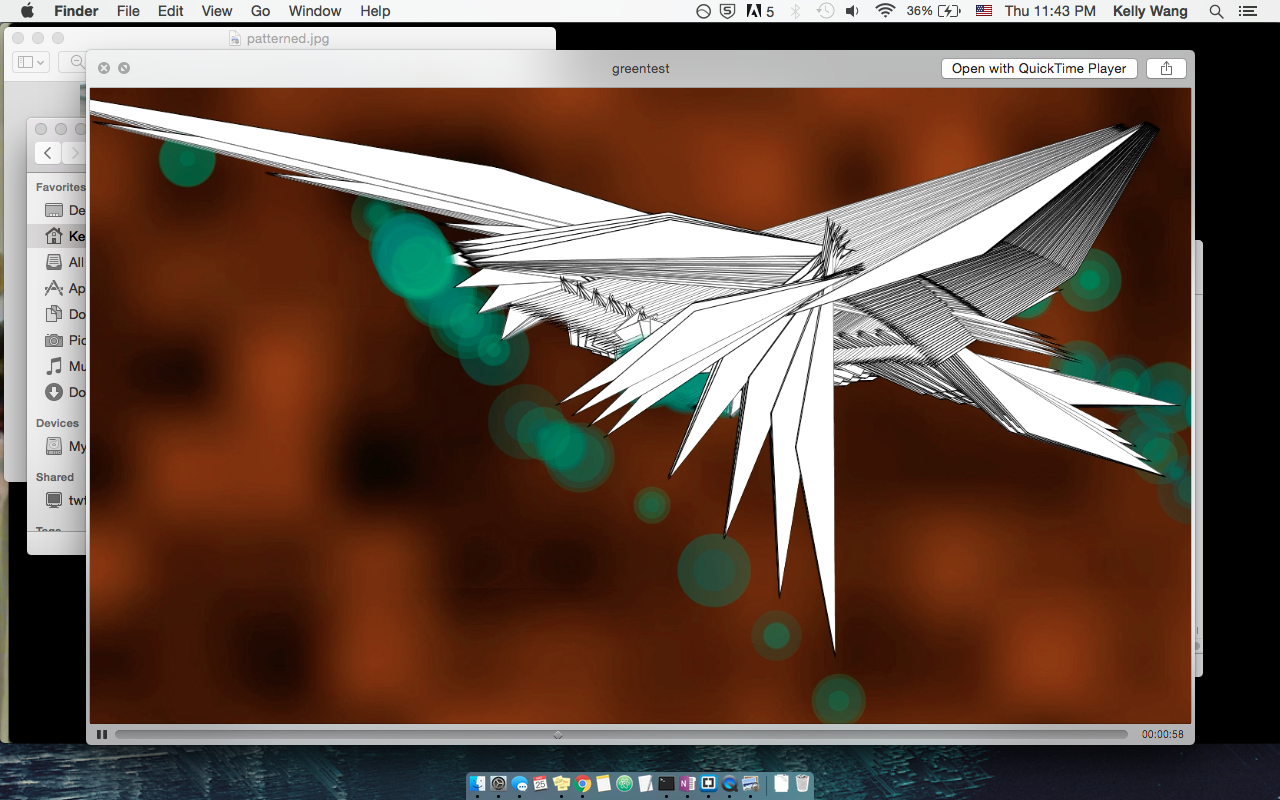 Finder File Edit View Go Window Help 5 36% Thu 11:43 PM Kelly Wang
patterned.jpg
greentest
Open with QuickTime Player
Favorites
De
Ke
All
Ap
Do
Pic
Mu
Do
Devices
My
Shared
twf
Tags
00:00:58
25